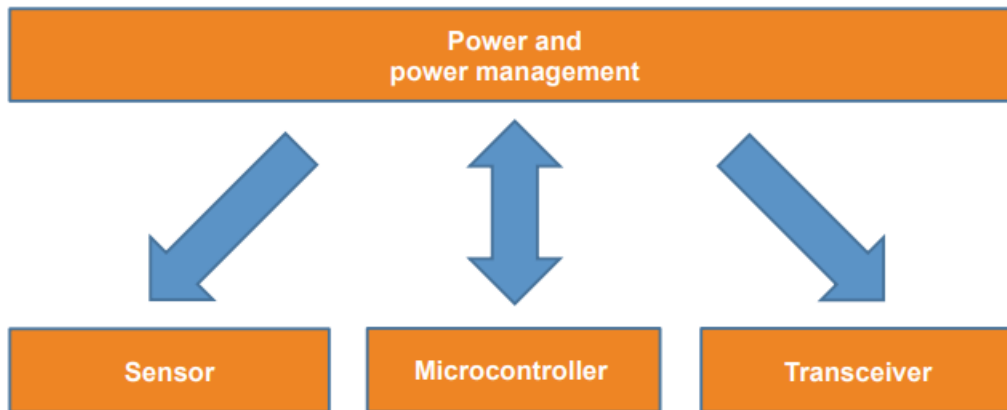 Power and
power management
Sensor
Microcontroller
Transceiver